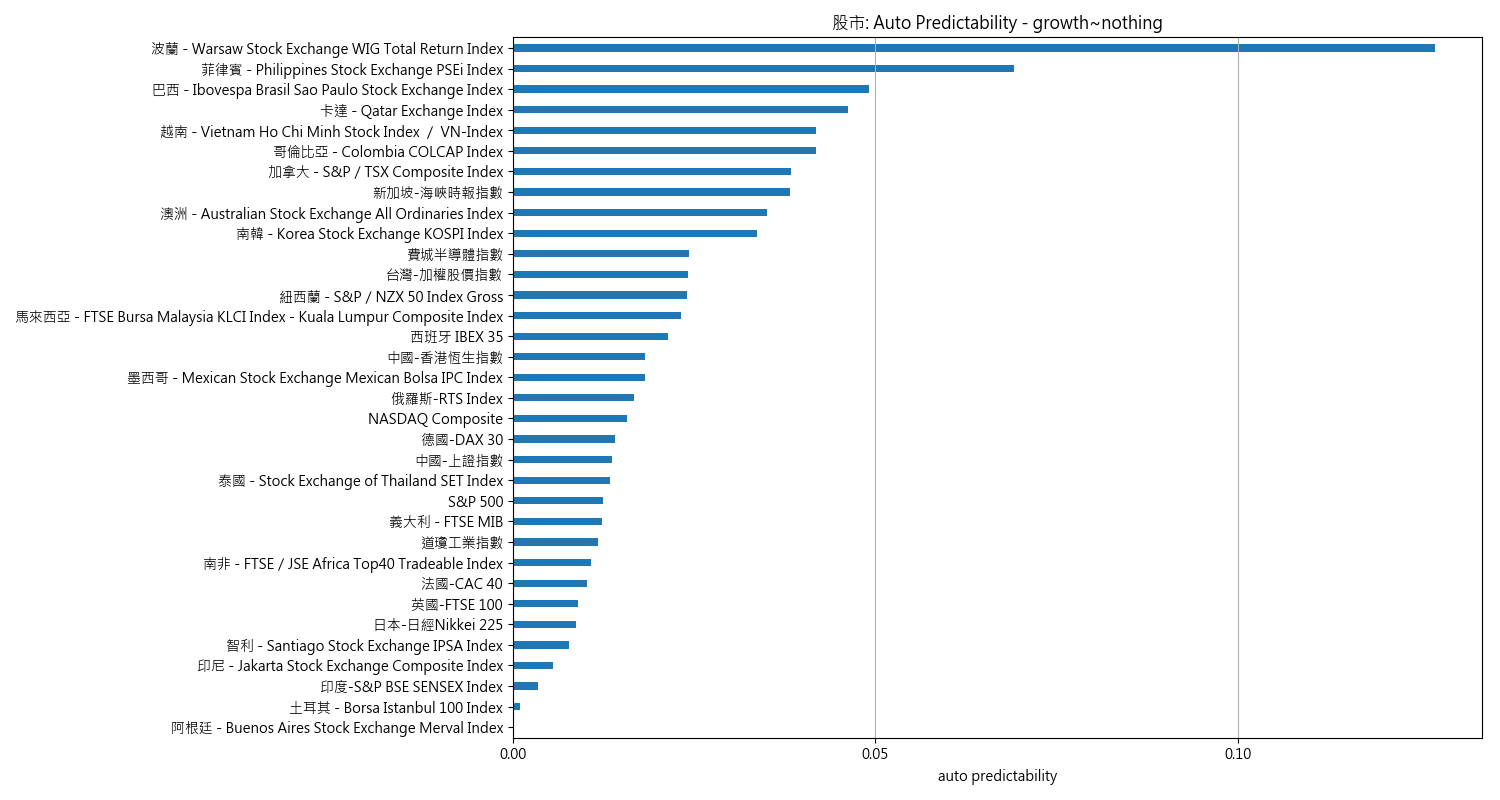 股市: Auto Predictability - growth~nothing
波蘭 - Warsaw Stock Exchange WIG Total Return Index
菲律賓 - Philippines Stock Exchange PSEi Index
巴西 - Ibovespa Brasil Sao Paulo Stock Exchange Index
卡達 - Qatar Exchange Index
越南 - Vietnam Ho Chi Minh Stock Index / VN-Index
哥倫比亞 - Colombia COLCAP Index
加拿大 - S&P / TSX Composite Index
新加坡-海峽時報指數
澳洲 - Australian Stock Exchange All Ordinaries Index
南韓 - Korea Stock Exchange KOSPI Index
費城半導體指數
台灣-加權股價指數
紐西蘭 - S&P / NZX 50 Index Gross
馬來西亞 - FTSE Bursa Malaysia KLCI Index - Kuala Lumpur Composite Index
西班牙 IBEX 35
中國-香港恆生指數
墨西哥 - Mexican Stock Exchange Mexican Bolsa IPC Index
俄羅斯-RTS Index
NASDAQ Composite
德國-DAX 30
中國-上證指數
泰國 - Stock Exchange of Thailand SET Index
S&P 500
義大利 - FTSE MIB
道瓊工業指數
南非 - FTSE / JSE Africa Top40 Tradeable Index
法國-CAC 40
英國-FTSE 100
日本-日經Nikkei 225
智利 - Santiago Stock Exchange IPSA Index
印尼 - Jakarta Stock Exchange Composite Index
印度-S&P BSE SENSEX Index
土耳其 - Borsa Istanbul 100 Index
阿根廷 - Buenos Aires Stock Exchange Merval Index
0.00 0.05 0.10
auto predictability